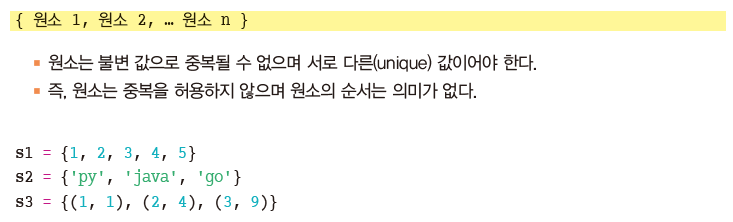 { 원소 1, 원소 2, … 원소 n }
▪ 원소는 불변 값으로 중복될 수 없으며 서로 다른(unique) 값이어야 한다.
▪ 즉, 원소는 중복을 허용하지 않으며 원소의 순서는 의미가 없다.
s1 = {1, 2, 3, 4, 5}
s2 = {'py', 'java', 'go'}
s3 = {(1, 1), (2, 4), (3, 9)}